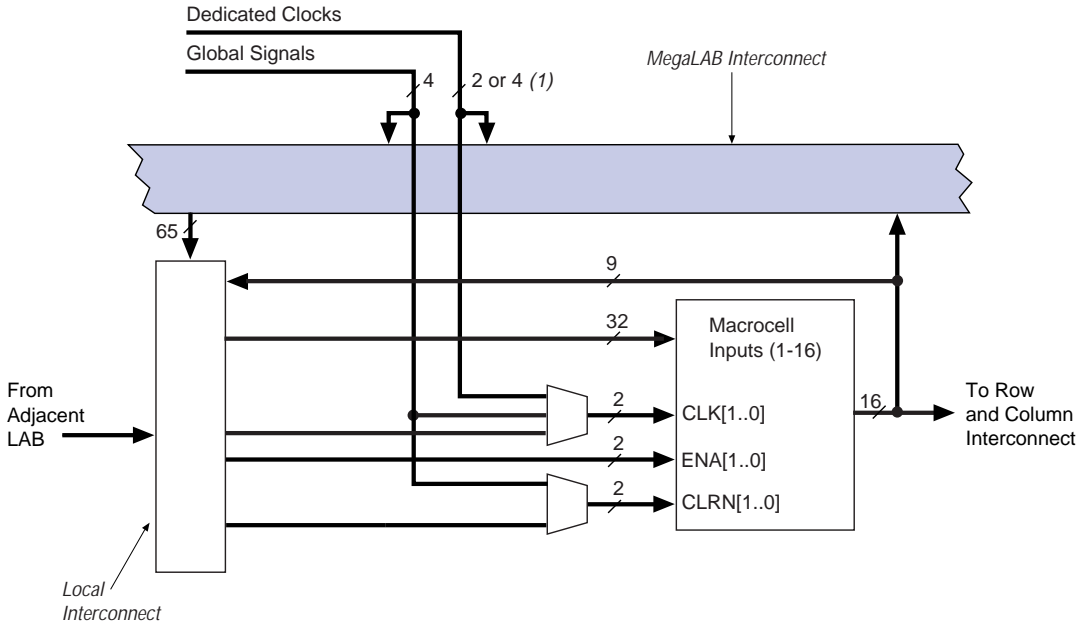 Dedicated Clocks
Global Signals
4
2 or 4 (1)
MegaLAB Interconnect
65
9
32
Macrocell
Inputs (1-16)
From
Adjacent
LAB
2
CLK[1..0]
16
To Row
and Column
Interconnect
2
ENA[1..0]
2
CLRN[1..0]
Local
Interconnect